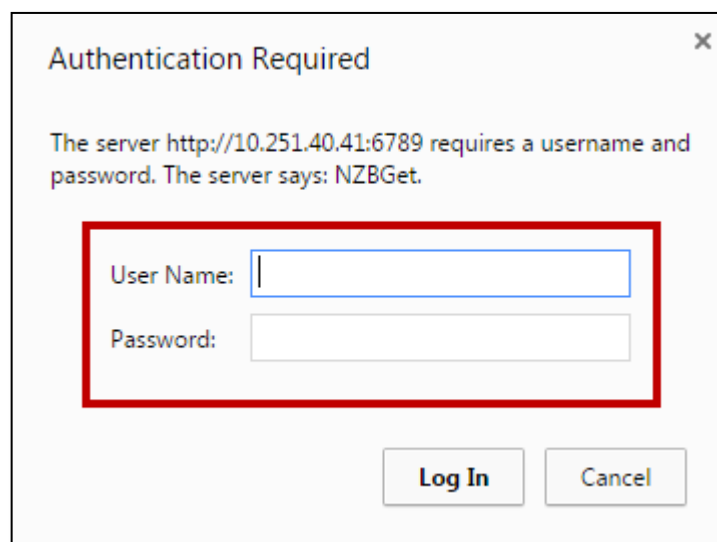 Authentication Required
The server http://10.251.40.41:6789 requires a username and
password. The server says: NZBGet.
User Name:
Password:
Log In Cancel